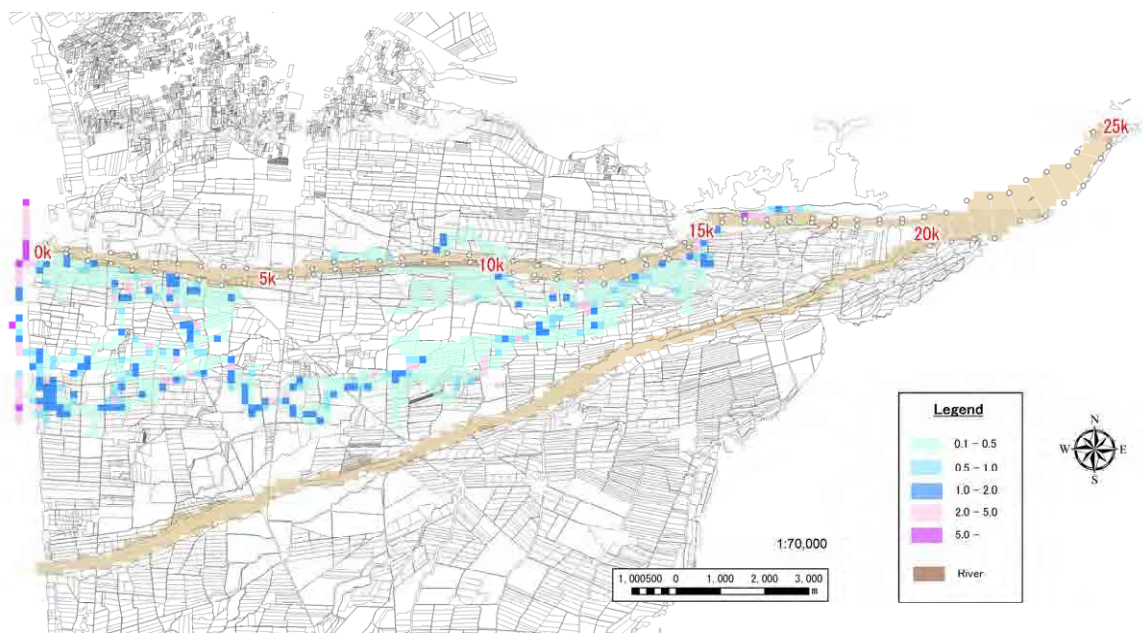 25k
15k
20k
0k
5k
10k
Legend
0.1 - 0.5
0.5 - 1.0
1.0 - 2.0
2.0 - 5.0
5.0 -
River
N
W E
S
1:70,000
1,000500 0 1,000 2,000 3,000
m